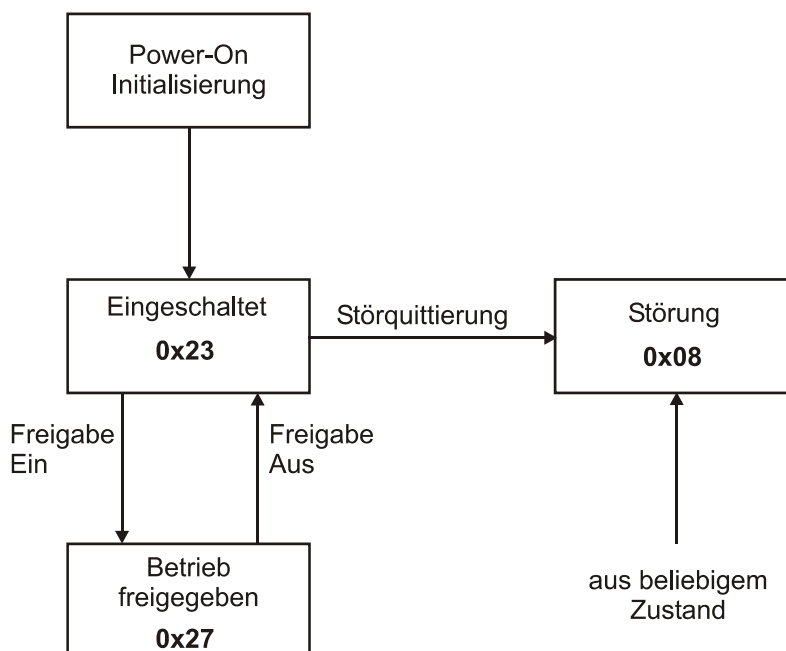 Power-On
Initialisierung
Eingeschaltet
0x23
Störquittierung
Störung
0x08
Freigabe
Ein
Freigabe
Aus
Betrieb
freigegeben
0x27
aus beliebigem
Zustand